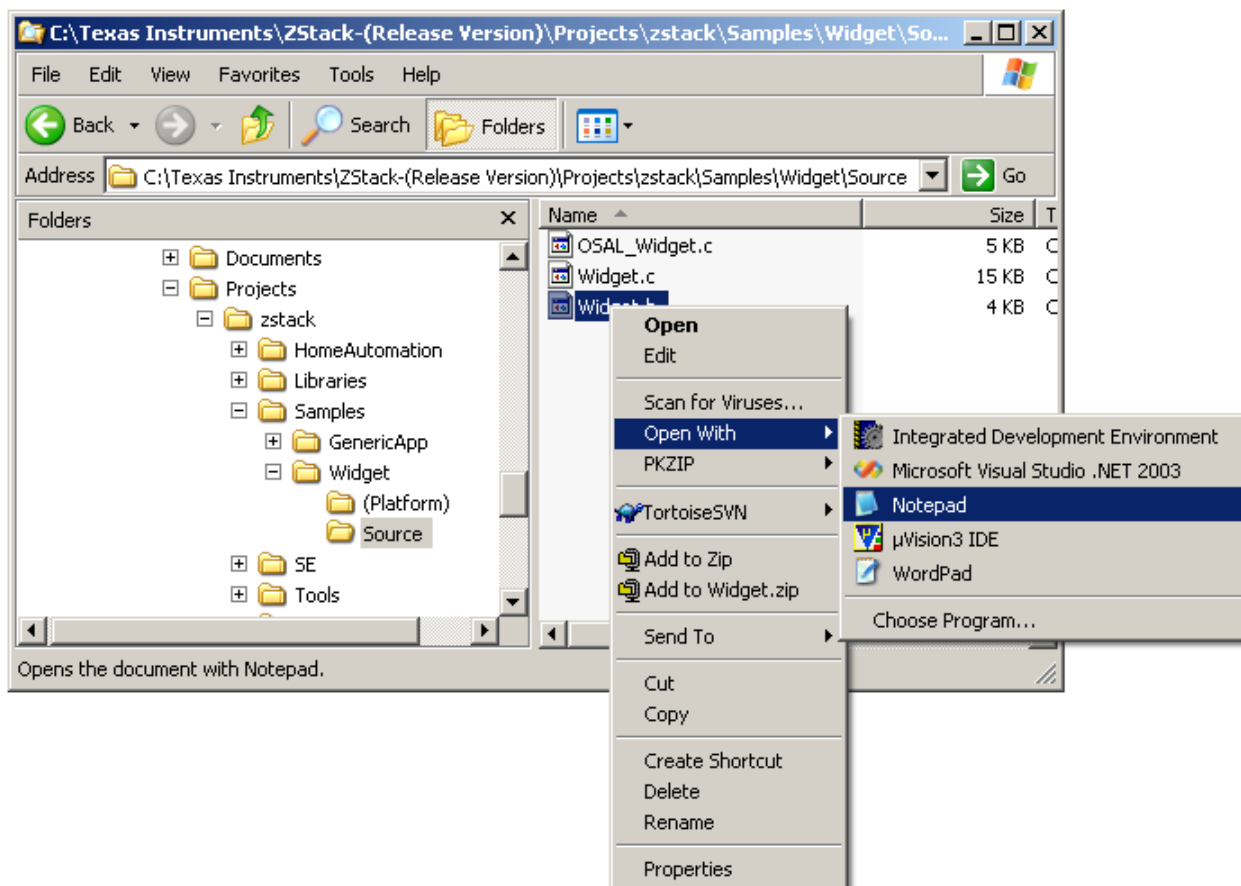 C:\Texas Instruments\ZStack-(Release Version)\Projects\zstack\Samples\Widget\So...
File Edit View Favorites Tools Help
Back Search Folders
Address C:\Texas Instruments\ZStack-(Release Version)\Projects\zstack\Samples\Widget\Source Go
Folders
Name Size T
Documents
Projects
zstack
HomeAutomation
Libraries
Samples
GenericApp
Widget
(Platform)
Source
SE
Tools
OSAL_Widget.c 5 KB C
Widget.c 15 KB C
Widget.h 4 KB C
Open
Edit
Scan for Viruses...
Open With
PKZIP
TortoiseSVN
Add to Zip
Add to Widget.zip
Send To
Cut
Copy
Create Shortcut
Delete
Rename
Properties
Integrated Development Environment
Microsoft Visual Studio .NET 2003
Notepad
µVision3 IDE
WordPad
Choose Program...
Opens the document with Notepad.